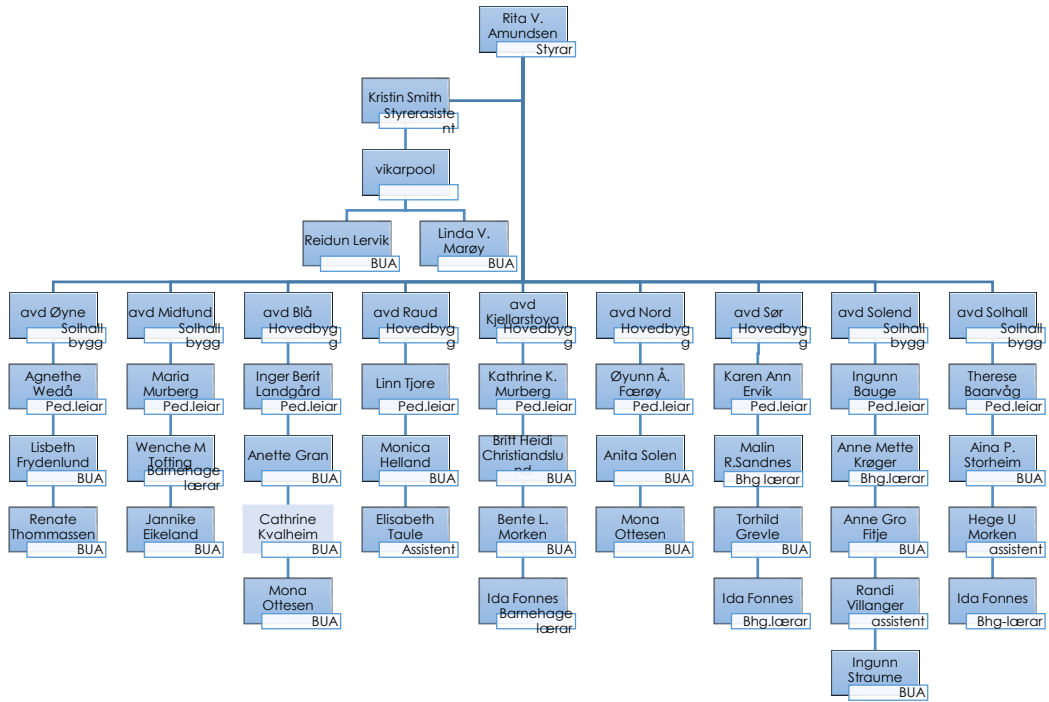 Rita V.
Amundsen
Styrar
Kristin Smith
Styrerasiste
nt
vikarpool
Reidun Lervik
BUA
Linda V.
Marøy
BUA
avd Øyne
Solhall
bygg
avd Midtund
Solhall
bygg
avd Blå
Hovedbyg
g
avd Raud
Hovedbyg
g
avd
Kjellarstova
Hovedbyg
g
avd Nord
Hovedbyg
g
avd Sør
Hovedbyg
g
avd Solend
Solhall
bygg
avd Solhall
Solhall
bygg
Agnethe
Wedå
Ped.leiar
Maria
Murberg
Ped.leiar
Inger Berit
Landgård
Ped.leiar
Linn Tjore
Ped.leiar
Kathrine K.
Murberg
Ped.leiar
Øyunn Å.
Færøy
Ped.leiar
Karen Ann
Ervik
Ped.leiar
Ingunn
Bauge
Ped.leiar
Therese
Baarvåg
Ped.leiar
Lisbeth
Frydenlund
BUA
Wenche M
Tofting
Barnehage
lærar
Anette Gran
BUA
Monica
Helland
BUA
Britt Heidi
Christiandslu
nd
BUA
Anita Solen
BUA
Malin
R.Sandnes
Bhg lærar
Anne Mette
Krøger
Bhg.lærar
Aina P.
Storheim
BUA
Renate
Thommassen
BUA
Jannike
Eikeland
BUA
Cathrine
Kvalheim
BUA
Elisabeth
Taule
Assistent
Bente L.
Morken
BUA
Mona
Ottesen
BUA
Torhild
Grevle
BUA
Anne Gro
Fitje
BUA
Hege U
Morken
assistent
Mona
Ottesen
BUA
Ida Fonnes
Barnehage
lærar
Ida Fonnes
Bhg.lærar
Randi
Villanger
assistent
Ida Fonnes
Bhg-lærar
Ingunn
Straume
BUA